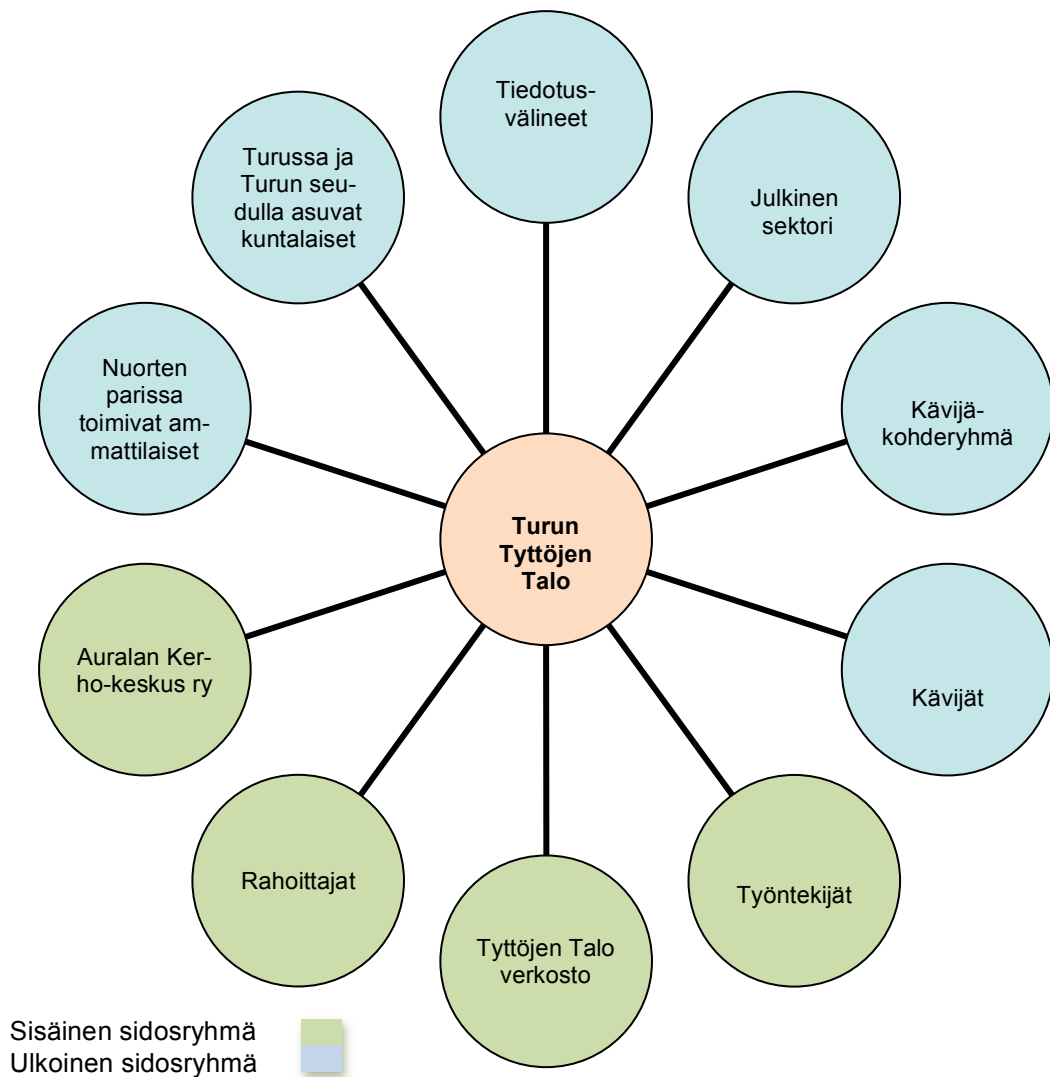 Tiedotus-
välineet
Turussa ja
Turun seu-
dulla asuvat
kuntalaiset
Julkinen
sektori
Nuorten
parissa
toimivat am-
mattilaiset
Kävijä-
kohderyhmä
Turun
Tyttöjen
Talo
Auralan Ker-
ho-keskus ry
Kävijät
Rahoittajat
Työntekijät
Tyttöjen Talo
verkosto
Sisäinen sidosryhmä
Ulkoinen sidosryhmä